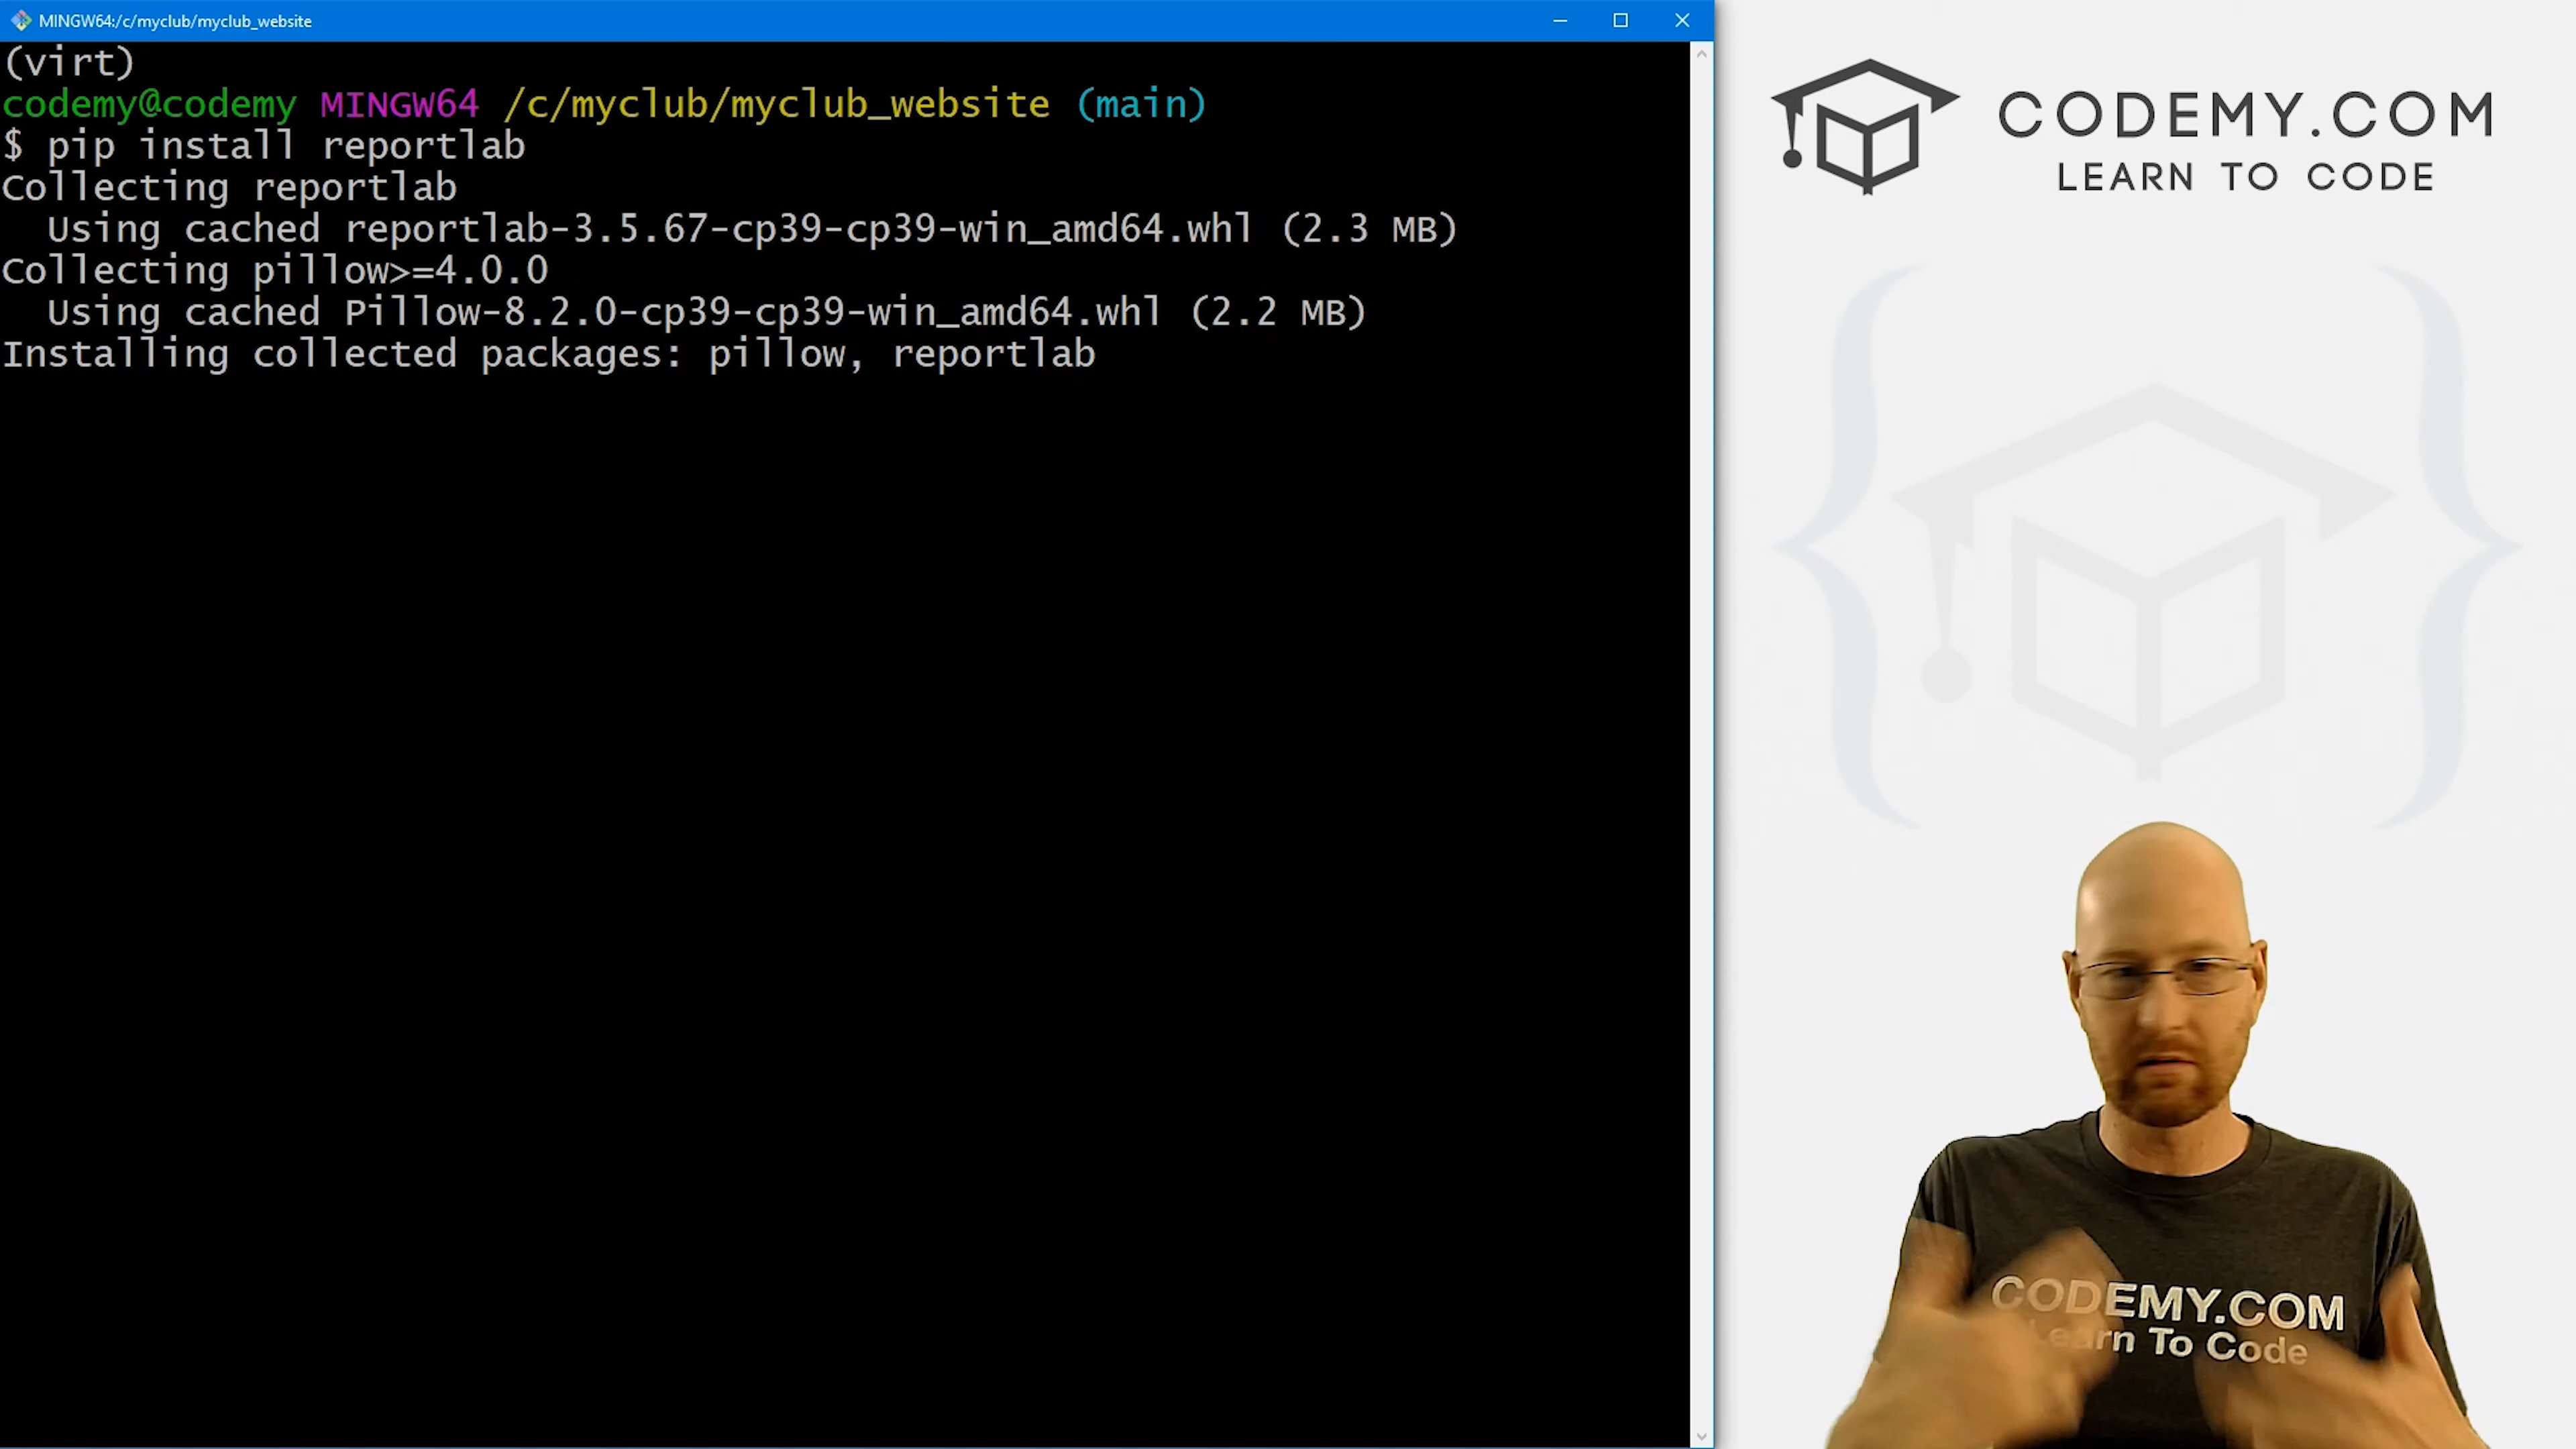 MINGW64:/c/myclub/myclub_website
(virt)
codemy@codemy MINGW64 /c/myclub/myclub_website (main)
$ pip install reportlab
Collecting reportlab
  Using cached reportlab-3.5.67-cp39-cp39-win_amd64.whl (2.3 MB)
Collecting pillow>=4.0.0
  Using cached Pillow-8.2.0-cp39-cp39-win_amd64.whl (2.2 MB)
Installing collected packages: pillow, reportlab
CODEMY.COM
LEARN TO CODE
CODEMY.COM
Learn To Code